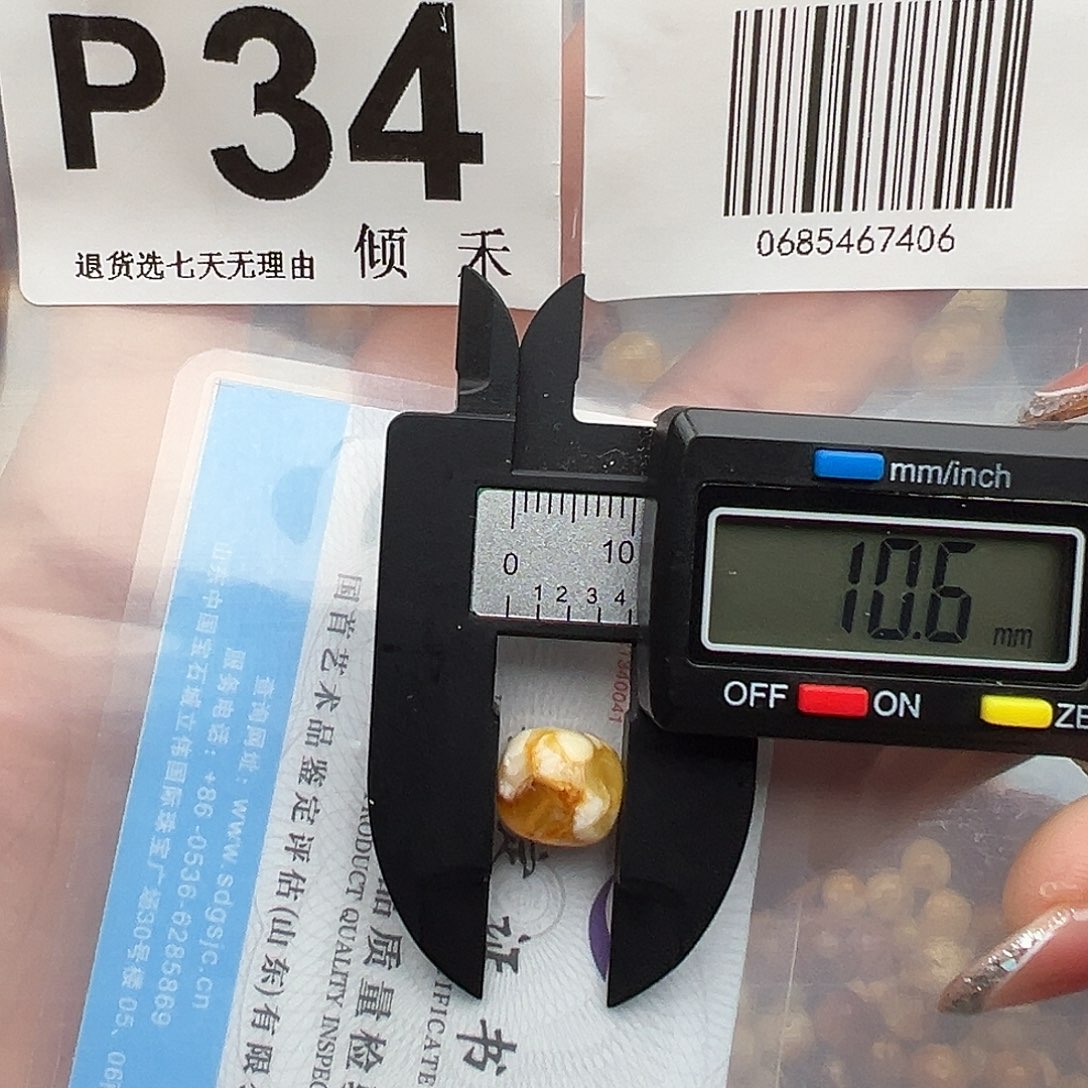 P34
退货选七天无理由 倾禾
0685467406
mm/inch
10.6 mm
0 10
1 2 3 4
OFF ON
国首艺术品鉴定评估(山东)有限
品质量检
证书
查询网址：www.sdgsjc.cn
服务电话：+86-0536-6285869